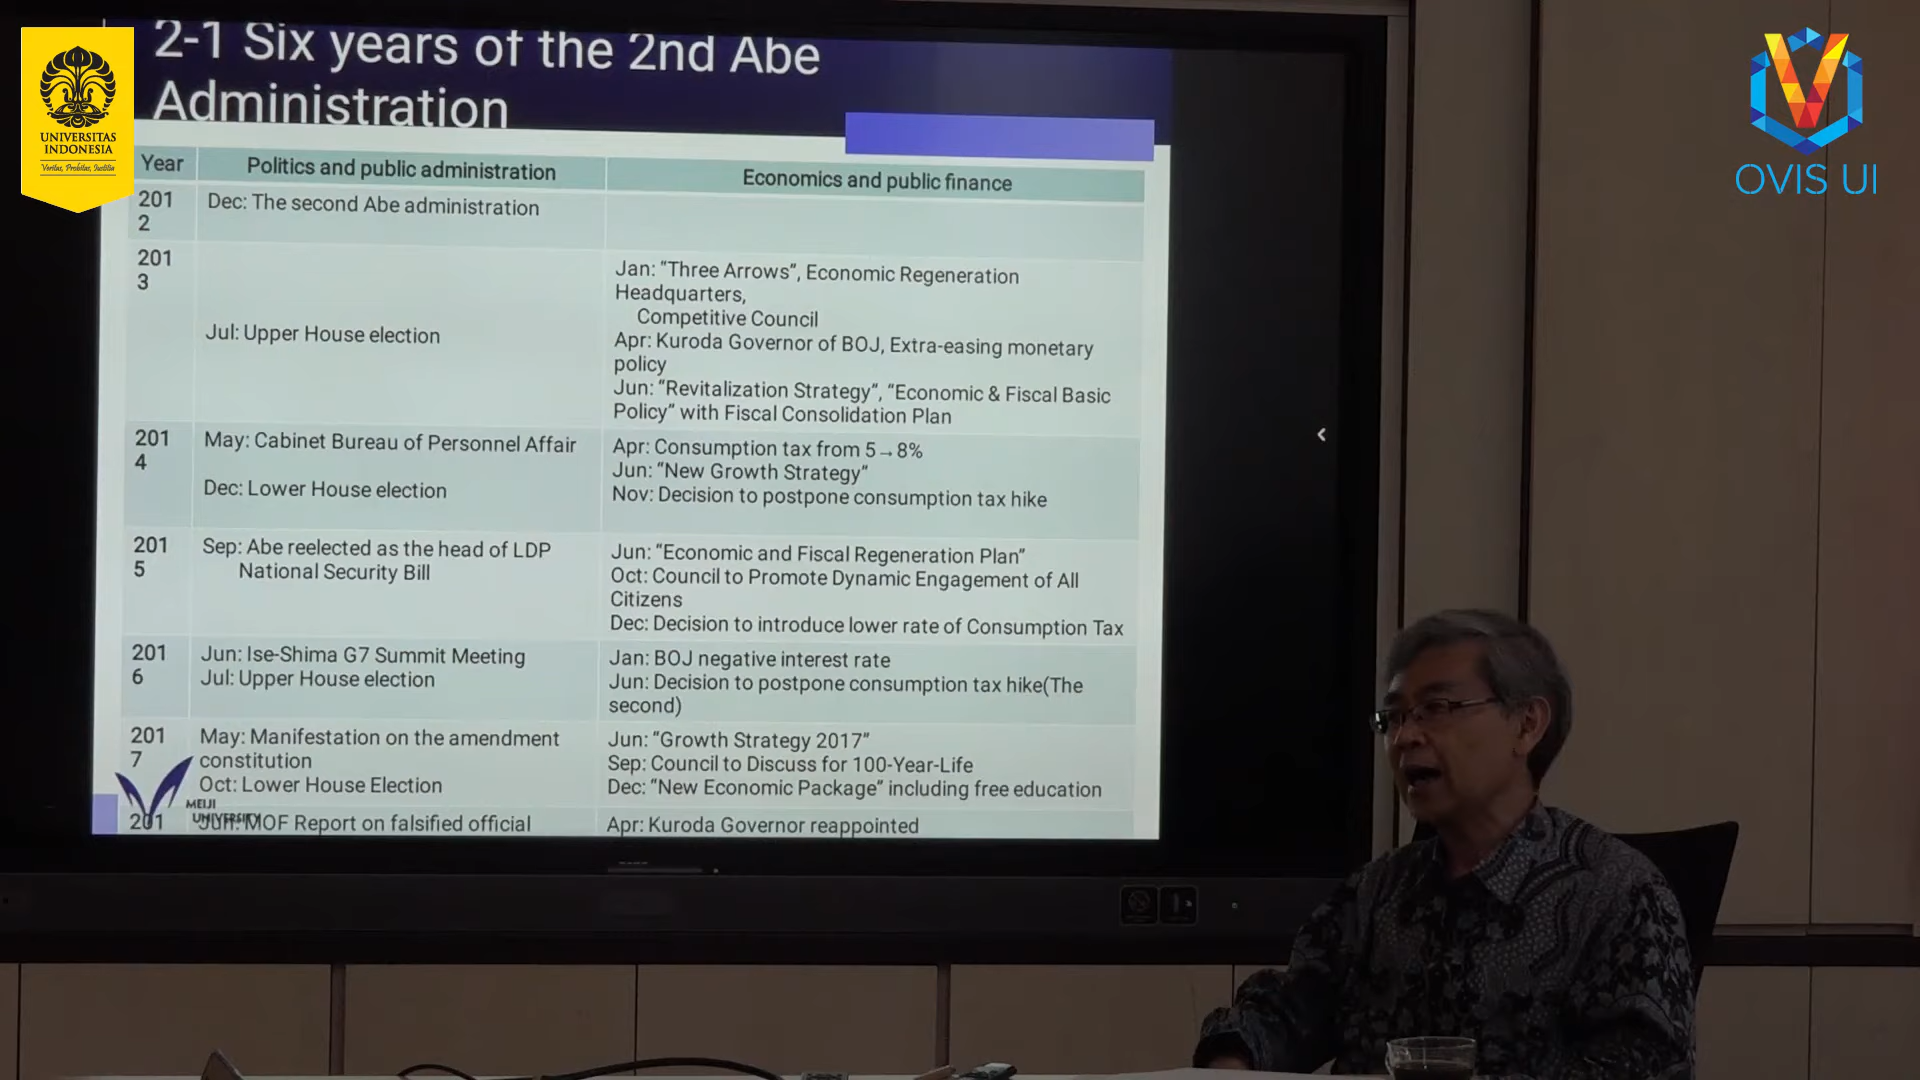 2-1 Six years of the 2nd Abe
Administration
UNIVERSITAS
INDONESIA
Veritas, Probitas, Iustitia
OVIS UI
Year
Politics and public administration
Economics and public finance
201
2
Dec: The second Abe administration
201
3
Jul: Upper House election
Jan: “Three Arrows”, Economic Regeneration
Headquarters,
Competitive Council
Apr: Kuroda Governor of BOJ, Extra-easing monetary
policy
Jun: “Revitalization Strategy”, “Economic & Fiscal Basic
Policy” with Fiscal Consolidation Plan
201
4
May: Cabinet Bureau of Personnel Affair
Dec: Lower House election
Apr: Consumption tax from 5→8%
Jun: “New Growth Strategy”
Nov: Decision to postpone consumption tax hike
201
5
Sep: Abe reelected as the head of LDP
National Security Bill
Jun: “Economic and Fiscal Regeneration Plan”
Oct: Council to Promote Dynamic Engagement of All
Citizens
Dec: Decision to introduce lower rate of Consumption Tax
201
6
Jun: Ise-Shima G7 Summit Meeting
Jul: Upper House election
Jan: BOJ negative interest rate
Jun: Decision to postpone consumption tax hike(The
second)
201
7
May: Manifestation on the amendment
constitution
Oct: Lower House Election
Jun: “Growth Strategy 2017”
Sep: Council to Discuss for 100-Year-Life
Dec: “New Economic Package” including free education
MEIJI
UNIVERSITY
201
Jun: MOF Report on falsified official
Apr: Kuroda Governor reappointed